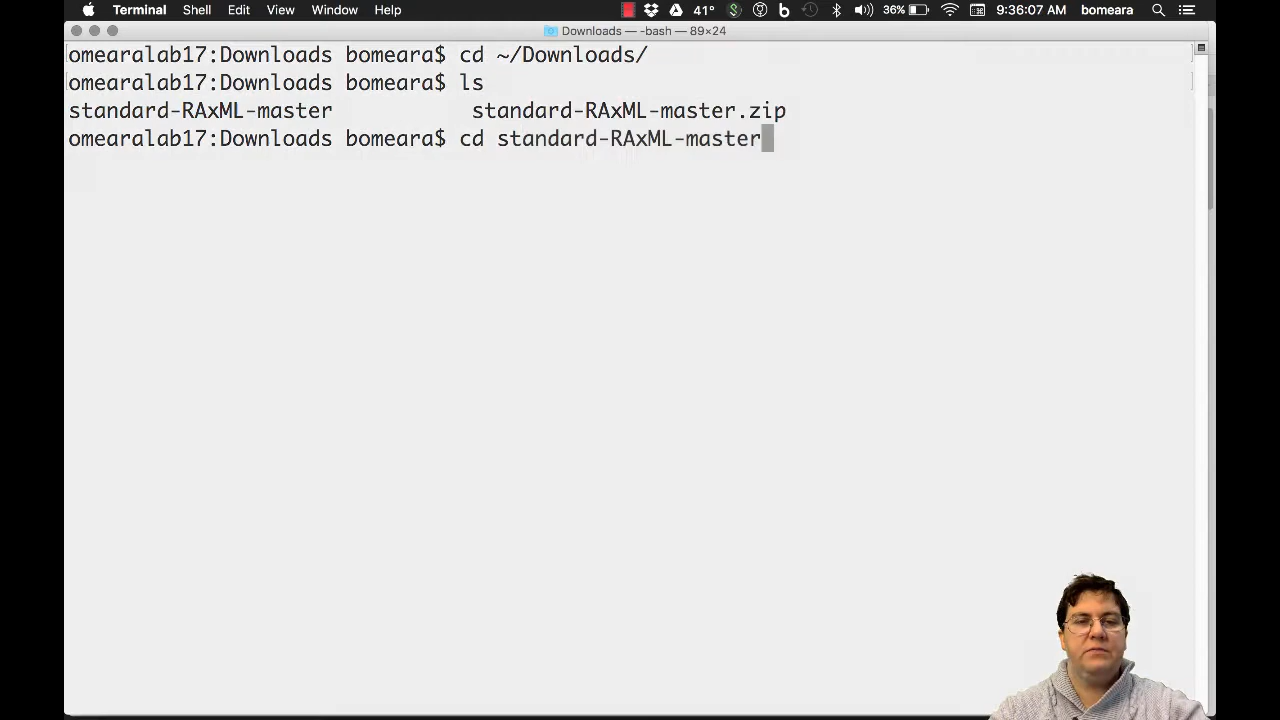 Terminal Shell Edit View Window Help 41° 36% 9:36:07 AM bomeara
Downloads — -bash — 89×24
omearalab17:Downloads bomeara$ cd ~/Downloads/
omearalab17:Downloads bomeara$ ls
standard-RAxML-master standard-RAxML-master.zip
omearalab17:Downloads bomeara$ cd standard-RAxML-master